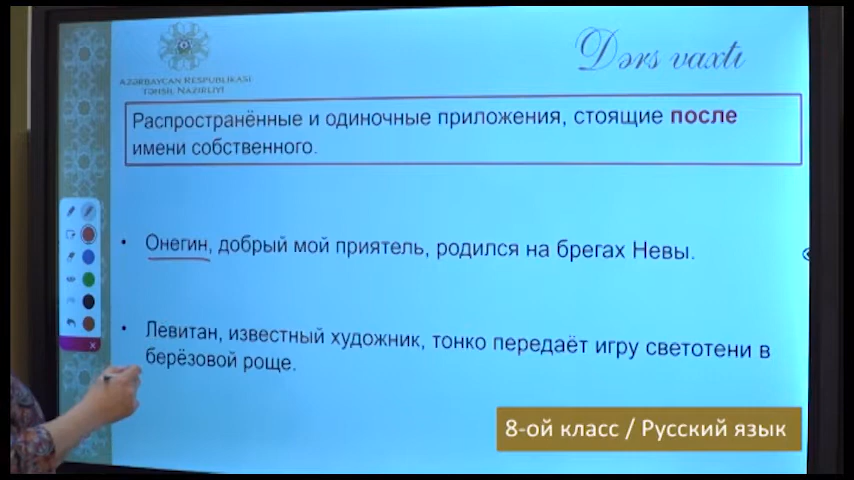 Dərs vaxtı
AZƏRBAYCAN RESPUBLİKASI
TƏHSİL NAZİRLİYİ
Распространённые и одиночные приложения, стоящие после
имени собственного.
• Онегин, добрый мой приятель, родился на брегах Невы.
• Левитан, известный художник, тонко передаёт игру светотени в
берёзовой роще.
x
8-ой класс / Русский язык